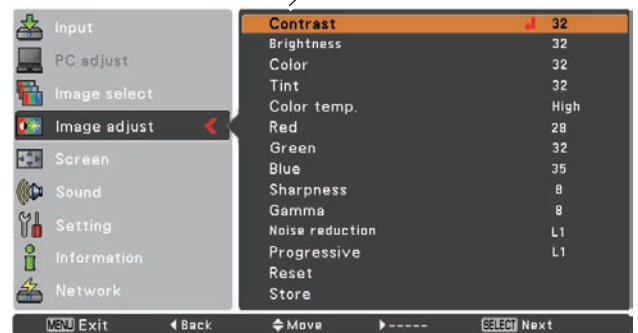 Input
PC adjust
Image select
Image adjust
Screen
Sound
Setting
Information
Network
Contrast 32
Brightness 32
Color 32
Tint 32
Color temp. High
Red 28
Green 32
Blue 35
Sharpness 8
Gamma 8
Noise reduction L1
Progressive L1
Reset
Store
MENU Exit Back Move ----- SELECT Next